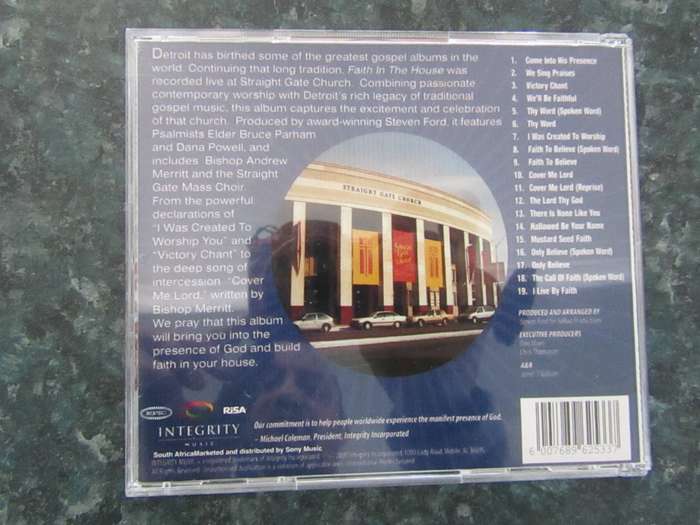 Detroit has birthed some of the greatest gospel albums in the
world. Continuing that long tradition, Faith In The House was
recorded live at Straight Gate Church. Combining passionate
contemporary worship with Detroit's rich legacy of traditional
gospel music, this album captures the excitement and celebration
of that church. Produced by award-winning Steven Ford, it features
Psalmists Elder Bruce Parham
and Dana Powell, and
includes Bishop Andrew
Merritt and the Straight
Gate Mass Choir.
From the powerful
declarations of
"I Was Created To
Worship You" and
"Victory Chant" to
the deep song of
intercession "Cover
Me Lord," written by
Bishop Merritt.
We pray that this album
will bring you into the
presence of God and build
faith in your house.
STRAIGHT GATE CHURCH
1. Come Into His Presence
2. We Sing Praises
3. Victory Chant
4. We'll Be Faithful
5. Thy Word (Spoken Word)
6. Thy Word
7. I Was Created To Worship
8. Faith To Believe (Spoken Word)
9. Faith To Believe
10. Cover Me Lord
11. Cover Me Lord (Reprise)
12. The Lord Thy God
13. There Is None Like You
14. Hallowed Be Your Name
15. Mustard Seed Faith
16. Only Believe (Spoken Word)
17. Only Believe
18. The Call Of Faith (Spoken Word)
19. I Live By Faith
PRODUCED AND ARRANGED BY
EXECUTIVE PRODUCERS
A&R
epic
INTEGRITY
MUSIC
RiSA
Our commitment is to help people worldwide experience the manifest presence of God.
– Michael Coleman, President, Integrity Incorporated
South AfricaMarketed and distributed by Sony Music
6 007689 625337